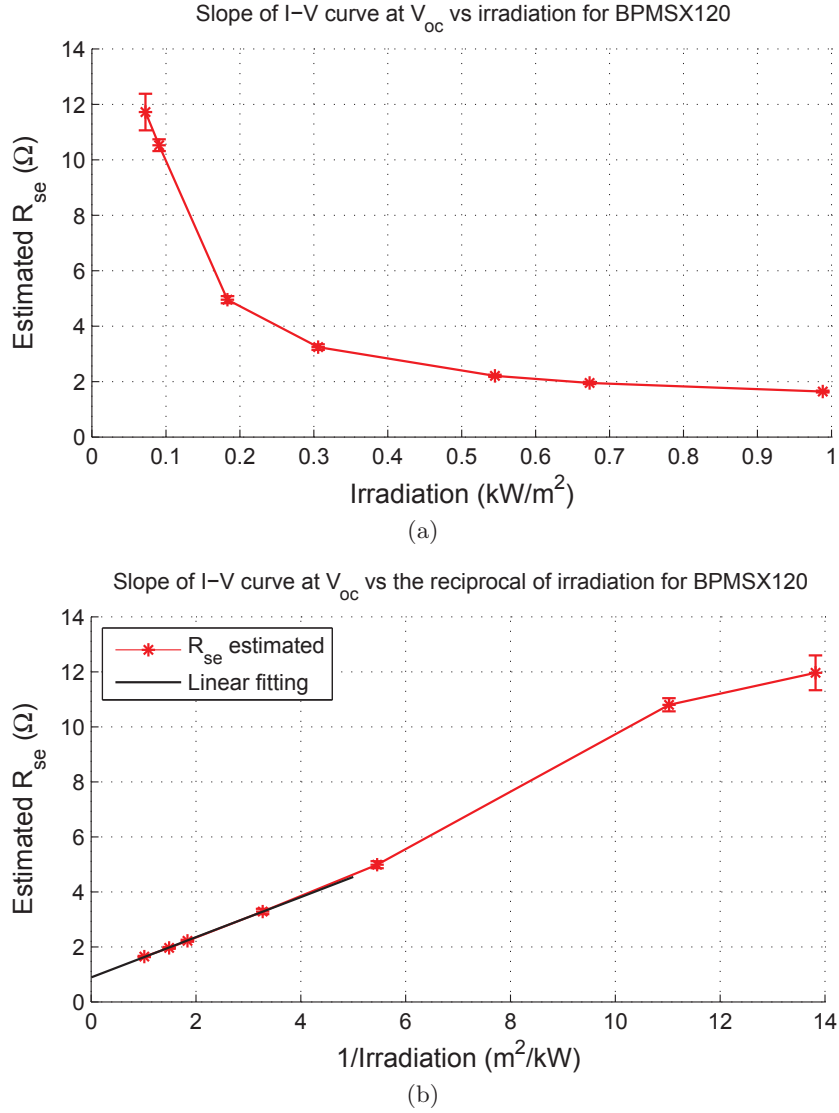 Slope of I−V curve at V_oc vs irradiation for BPMSX120
14
12
10
8
6
4
2
0
Estimated R_se (Ω)
0 0.1 0.2 0.3 0.4 0.5 0.6 0.7 0.8 0.9 1
Irradiation (kW/m²)
(a)
Slope of I−V curve at V_oc vs the reciprocal of irradiation for BPMSX120
14
12
10
8
6
4
2
0
Estimated R_se (Ω)
R_se estimated
Linear fitting
0 2 4 6 8 10 12 14
1/Irradiation (m²/kW)
(b)